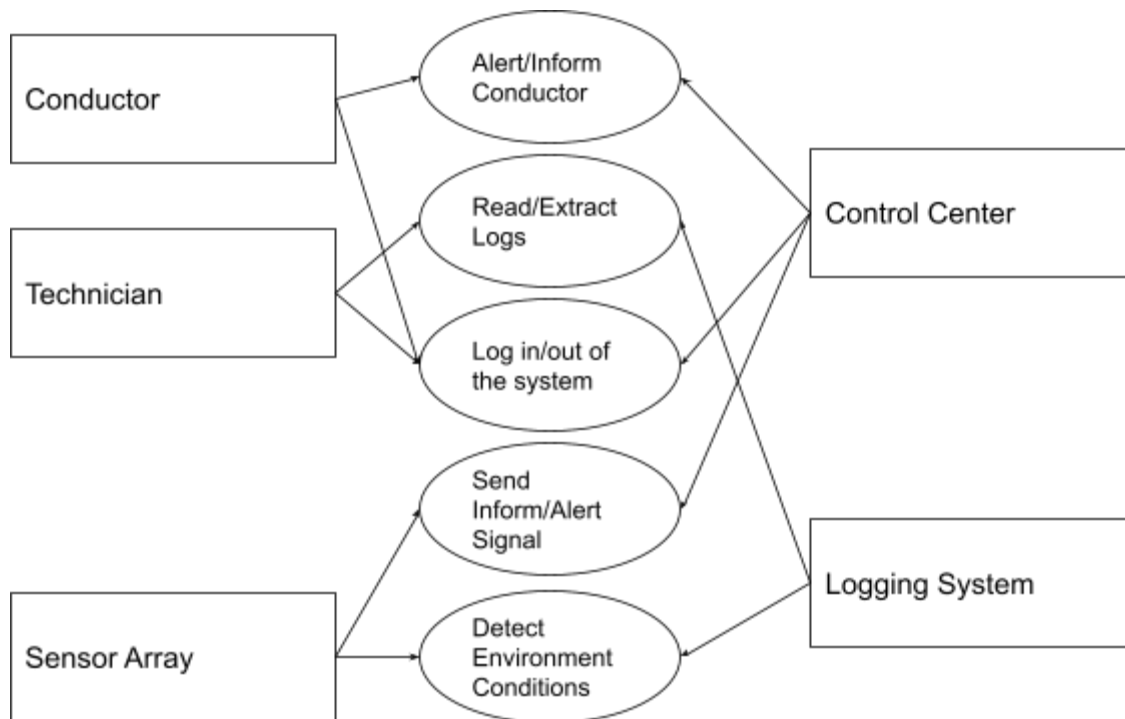 Conductor
Technician
Sensor Array
Alert/Inform
Conductor
Read/Extract
Logs
Log in/out of
the system
Send
Inform/Alert
Signal
Detect
Environment
Conditions
Control Center
Logging System